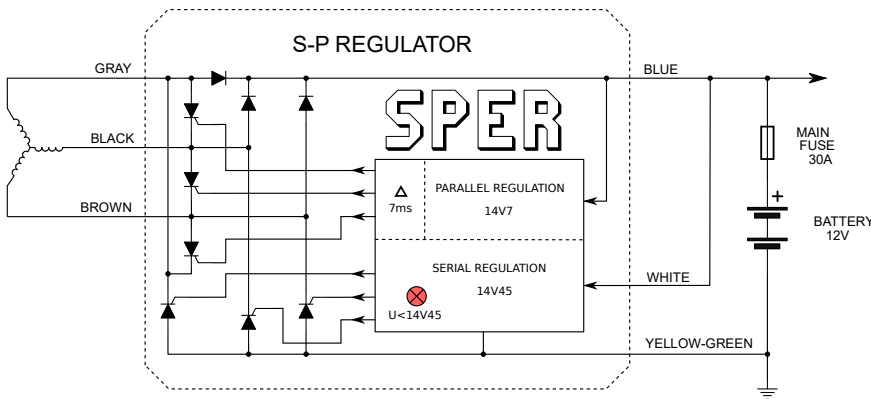 S-P REGULATOR
GRAY
BLUE
SPER
BLACK
MAIN
FUSE
30A
PARALLEL REGULATION
14V7
Δ
7ms
BROWN
+
BATTERY
12V
SERIAL REGULATION
14V45
WHITE
U<14V45
YELLOW-GREEN